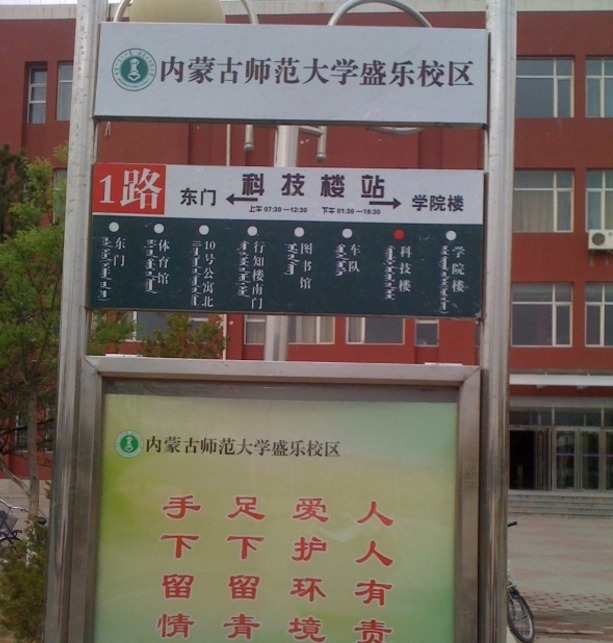 内蒙古师范大学盛乐校区
1路
科技楼站
东门
学院楼
上午 07:30—12:30 下午 01:30—18:30
东门
体育馆
10号公寓北
行知楼南门
图书馆
车队
科技楼
学院楼
内蒙古师范大学盛乐校区
手下留情
足下留青
爱护环境
人人有责